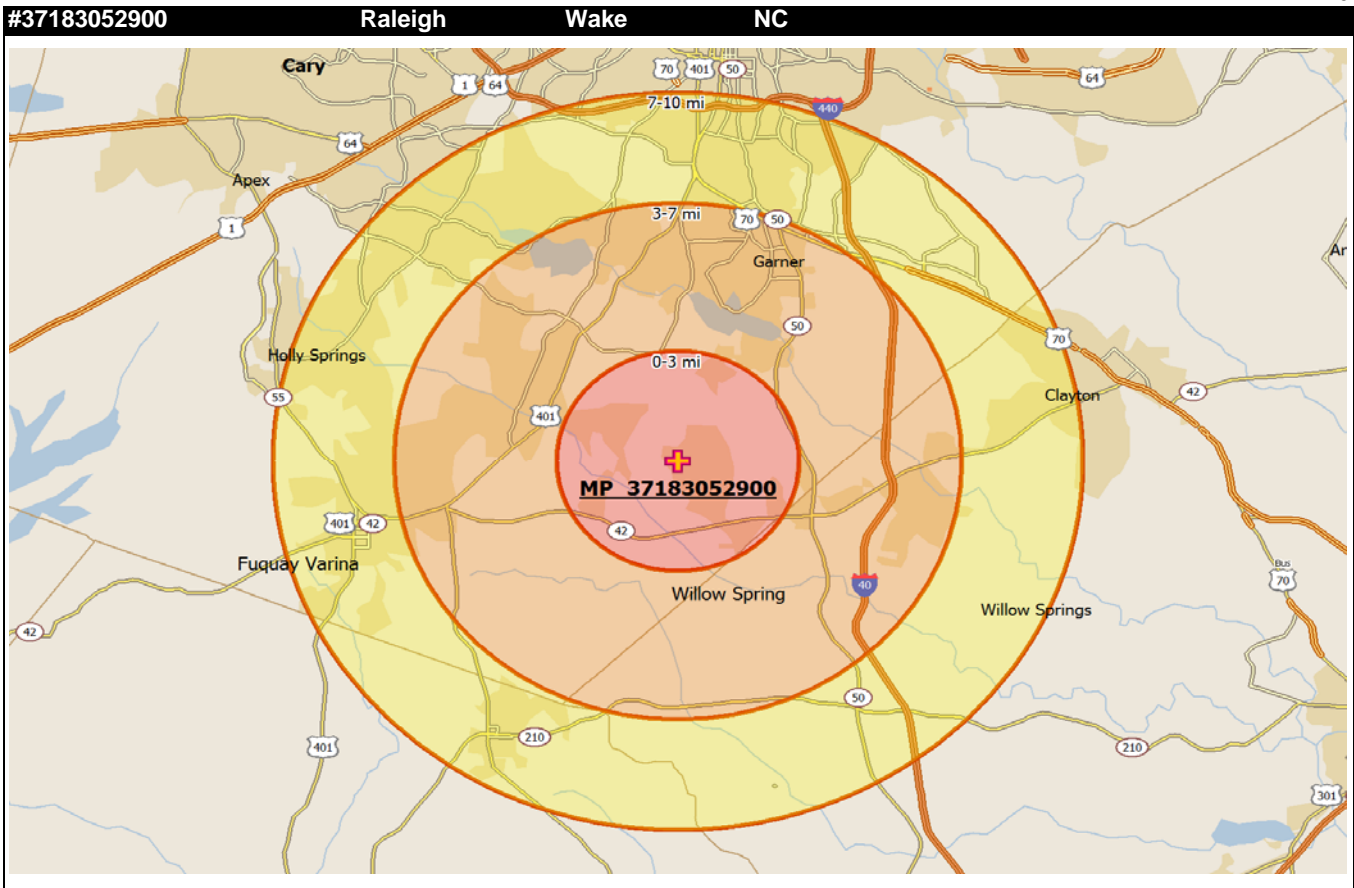 #37183052900 Raleigh Wake NC
Cary
70 401 50
1 64
64
7-10 mi
440
64
Apex
3-7 mi
70 50
1
Garner
50
70
Holly Springs
0-3 mi
55
Clayton
42
401
MP 37183052900
401 42
42
Fuquay Varina
Bus
70
40
Willow Spring
Willow Springs
42
50
210
401
210
301